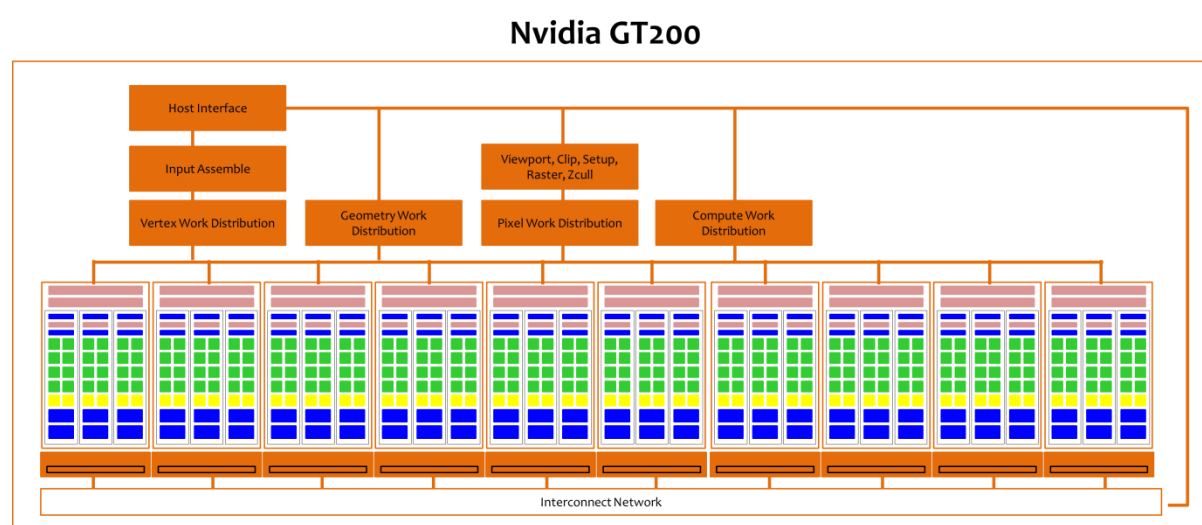 Nvidia GT200
Host Interface
Input Assemble
Viewport, Clip, Setup,
Raster, Zcull
Vertex Work Distribution
Geometry Work
Distribution
Pixel Work Distribution
Compute Work
Distribution
Interconnect Network